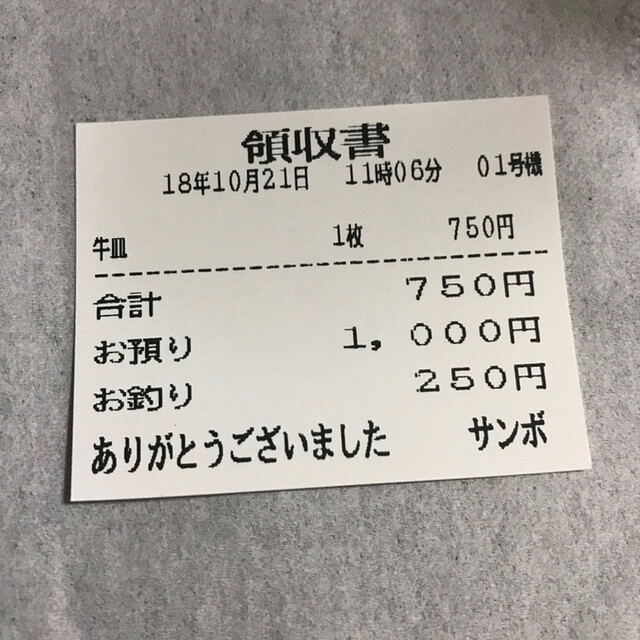 領収書
18年10月21日 11時06分 01号機
牛皿 1枚 750円
合計 750円
お預り 1,000円
お釣り 250円
ありがとうございました サンボ